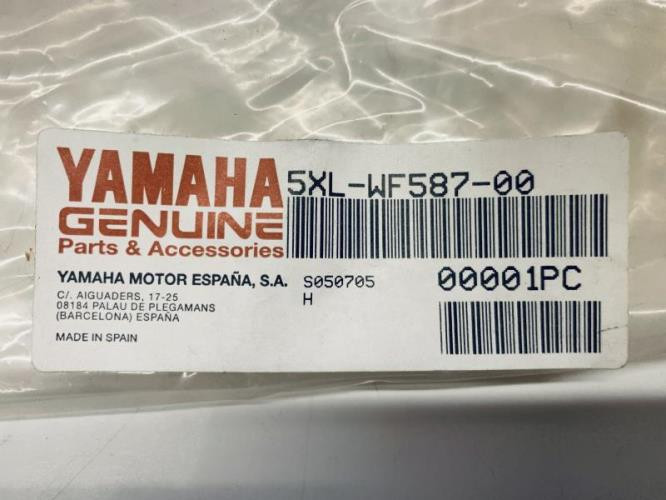 YAMAHA
GENUINE
Parts & Accessories
5XL-WF587-00
YAMAHA MOTOR ESPAÑA, S.A.
C/. AIGUADERS, 17-25
08184 PALAU DE PLEGAMANS
(BARCELONA) ESPAÑA
MADE IN SPAIN
S050705
H
00001PC